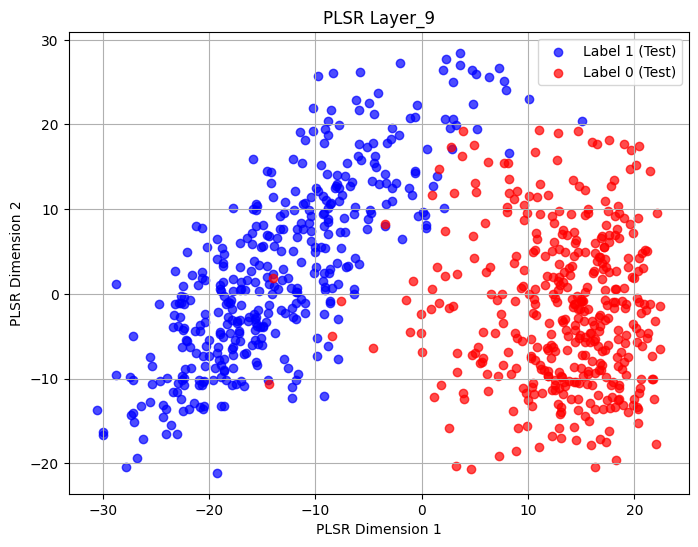 PLSR Layer_9
Label 1 (Test)
Label 0 (Test)
PLSR Dimension 2
30
20
10
0
−10
−20
−30
−20
−10
0
10
20
PLSR Dimension 1